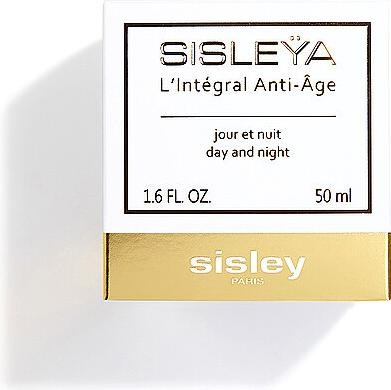 SISLEŸA
L'Intégral Anti-Âge
jour et nuit
day and night
1.6 FL. OZ. 50 ml
sisley
PARIS